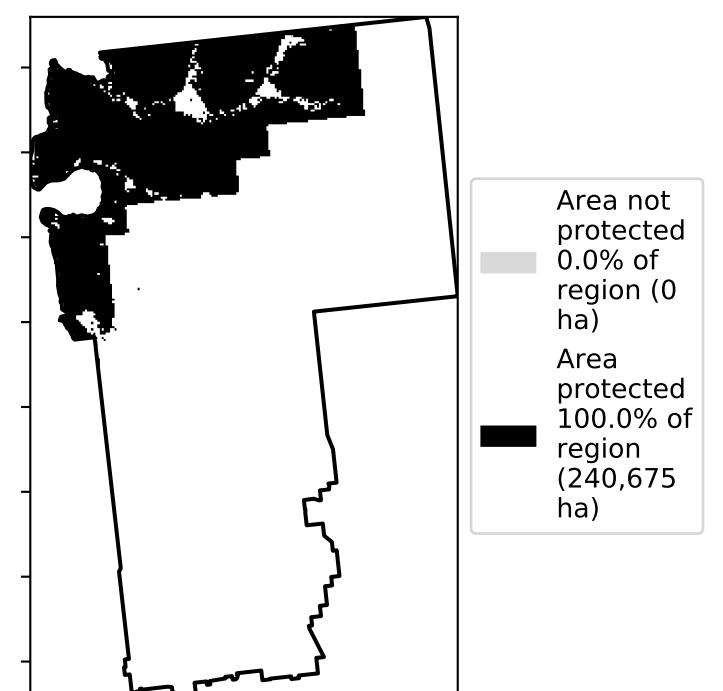 Area not
protected
0.0% of
region (0
ha)
Area
protected
100.0% of
region
(240,675
ha)